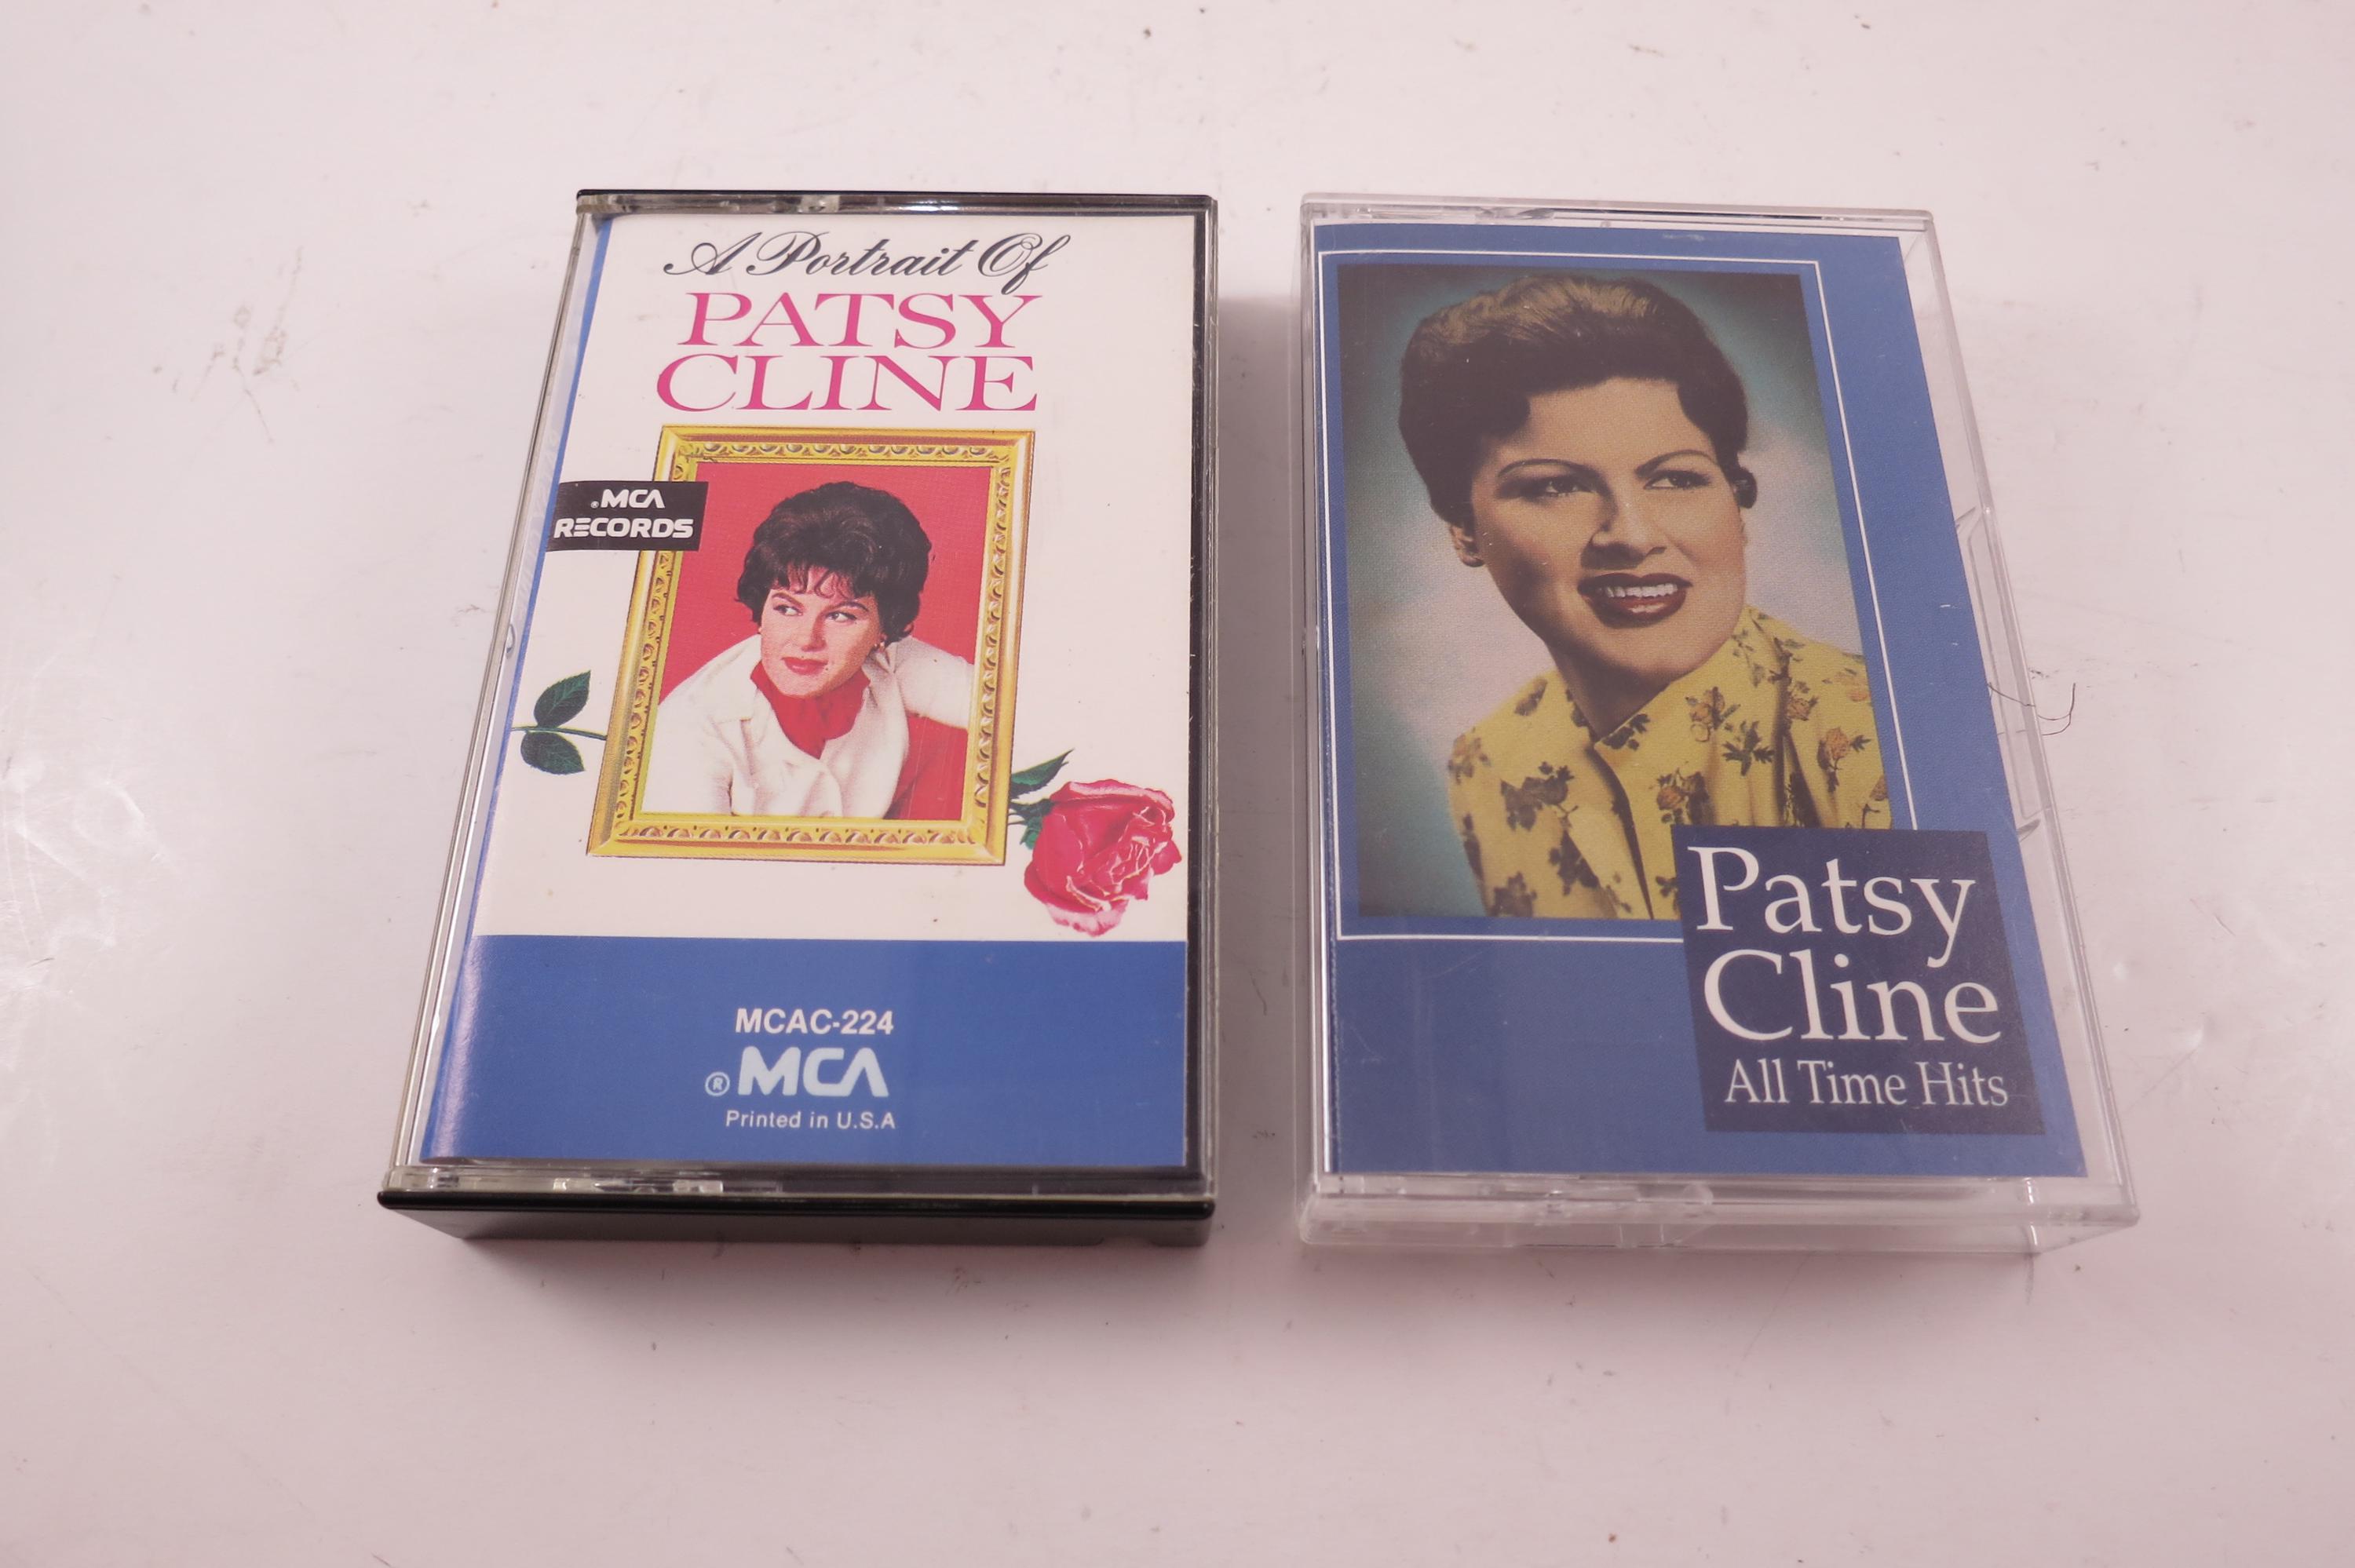 A Portrait Of
PATSY
CLINE
®MCA
RECORDS
MCAC-224
®MCA
Printed in U.S.A
Patsy
Cline
All Time Hits